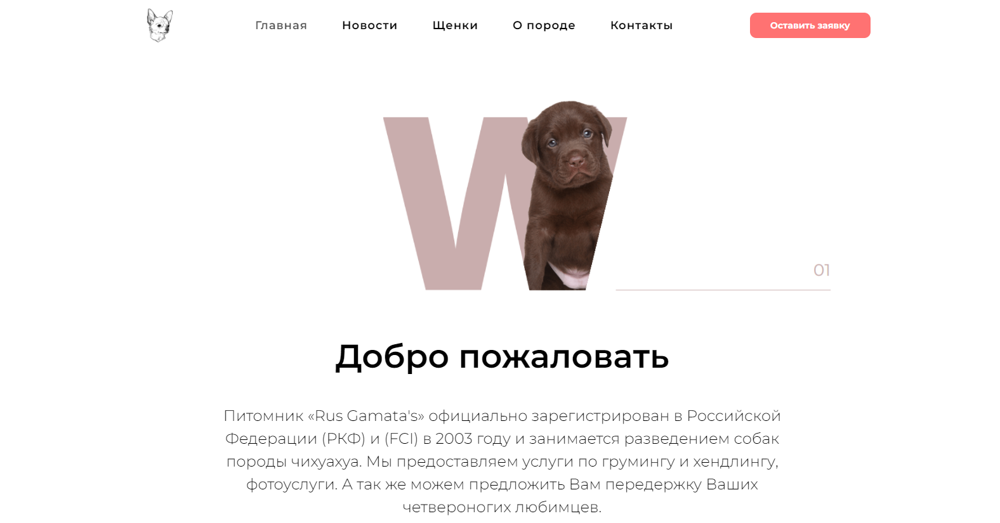 Главная
Новости
Щенки
О породе
Контакты
Оставить заявку
W
01
Добро пожаловать
Питомник «Rus Gamata's» официально зарегистрирован в Российской
Федерации (РКФ) и (FCI) в 2003 году и занимается разведением собак
породы чихуахуа. Мы предоставляем услуги по грумингу и хендлингу,
фотоуслуги. А так же можем предложить Вам передержку Ваших
четвероногих любимцев.